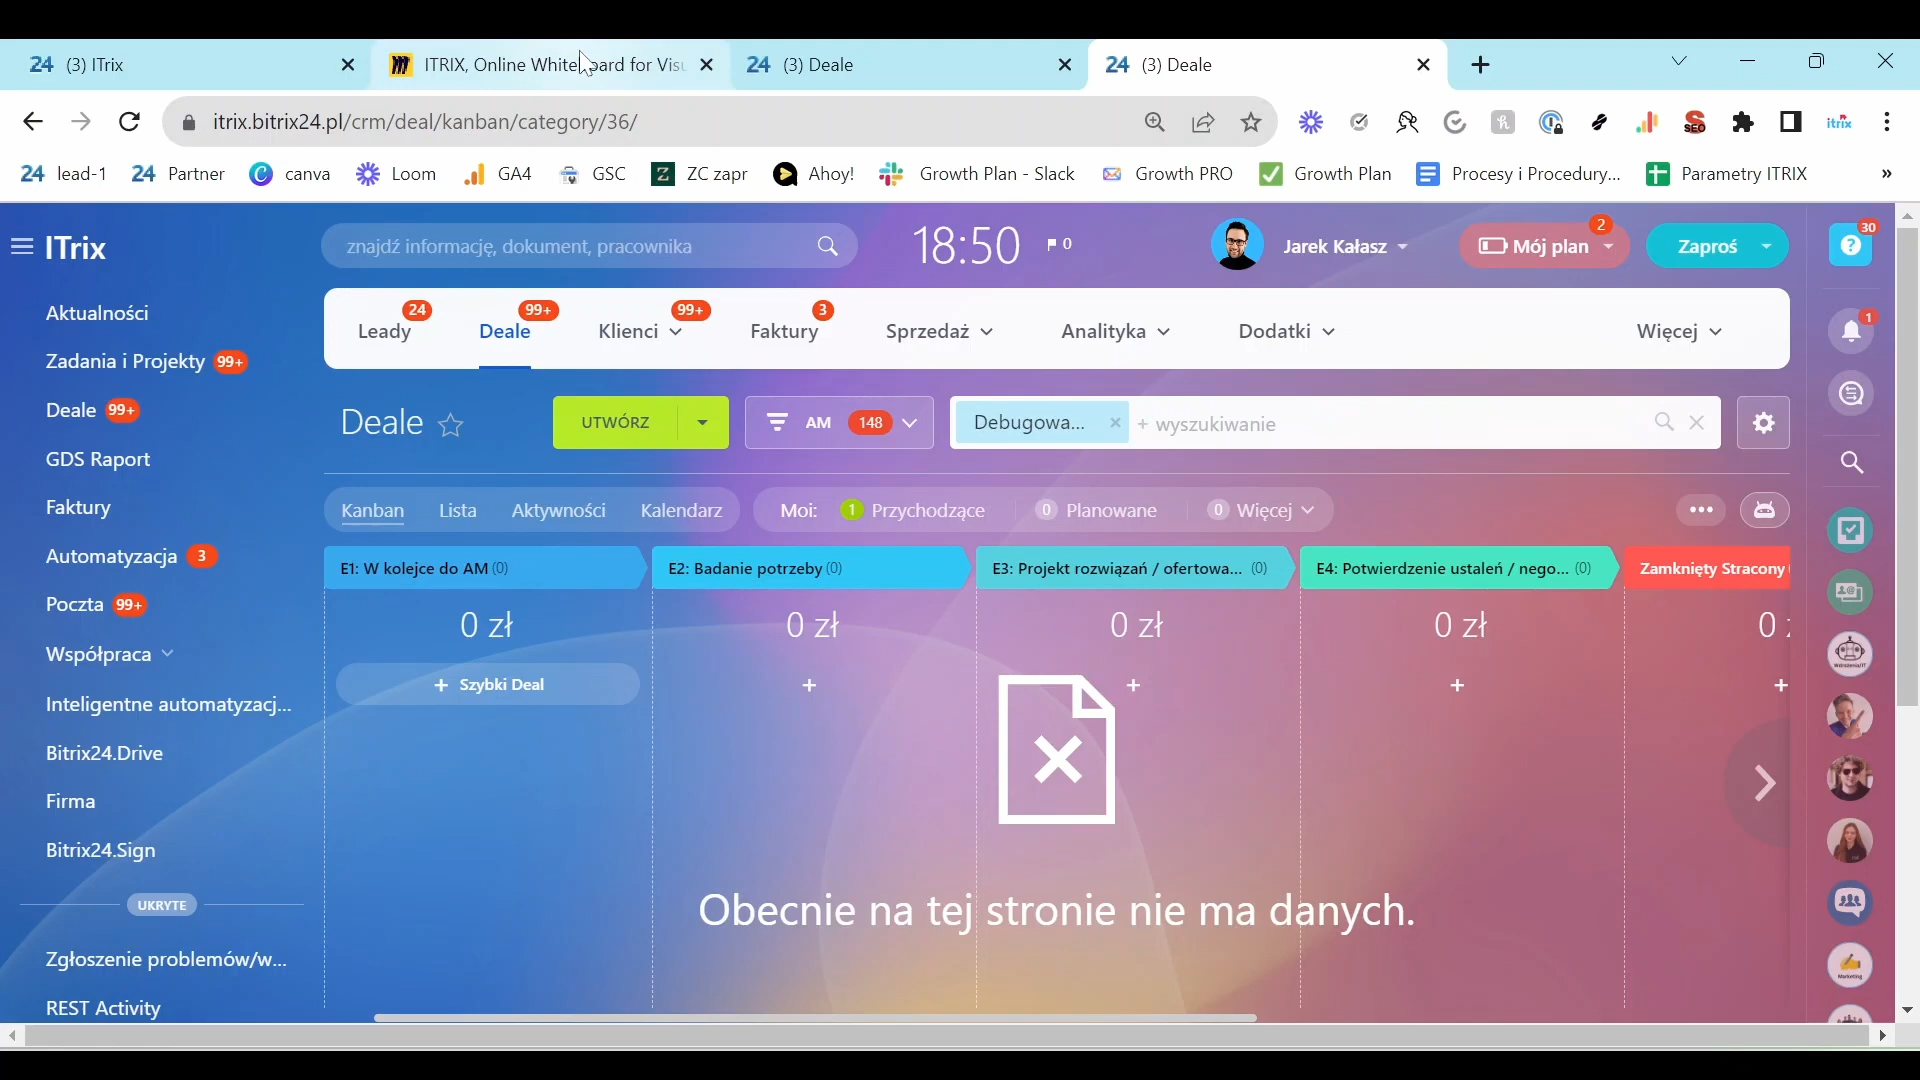 24 (3) ITrix
ITRIX, Online Whiteboard for Visu
24 (3) Deale
24 (3) Deale
itrix.bitrix24.pl/crm/deal/kanban/category/36/
SEO
itrix
24 lead-1
24 Partner
canva
Loom
GA4
GSC
Z ZC zapr
Ahoy!
Growth Plan - Slack
Growth PRO
Growth Plan
Procesy i Procedury...
Parametry ITRIX
»
ITrix
znajdź informację, dokument, pracownika
18:50
0
Jarek Kałasz
Mój plan
2
Zaproś
30
Aktualności
Zadania i Projekty 99+
Deale 99+
GDS Raport
Faktury
Automatyzacja 3
Poczta 99+
Współpraca
Inteligentne automatyzacj...
Bitrix24.Drive
Firma
Bitrix24.Sign
UKRYTE
Zgłoszenie problemów/w...
REST Activity
Leady 24
Deale 99+
Klienci 99+
Faktury 3
Sprzedaż
Analityka
Dodatki
Więcej
1
Deale
UTWÓRZ
AM 148
Debugowa... ×
+ wyszukiwanie
Kanban
Lista
Aktywności
Kalendarz
Moi:
1 Przychodzące
0 Planowane
0 Więcej
E1: W kolejce do AM (0)
E2: Badanie potrzeby (0)
E3: Projekt rozwiązań / ofertowa... (0)
E4: Potwierdzenie ustaleń / nego... (0)
Zamknięty Stracony
0 zł
0 zł
0 zł
0 zł
0
+ Szybki Deal
+
+
+
+
Obecnie na tej stronie nie ma danych.
Wdrożenia/IT
Marketing